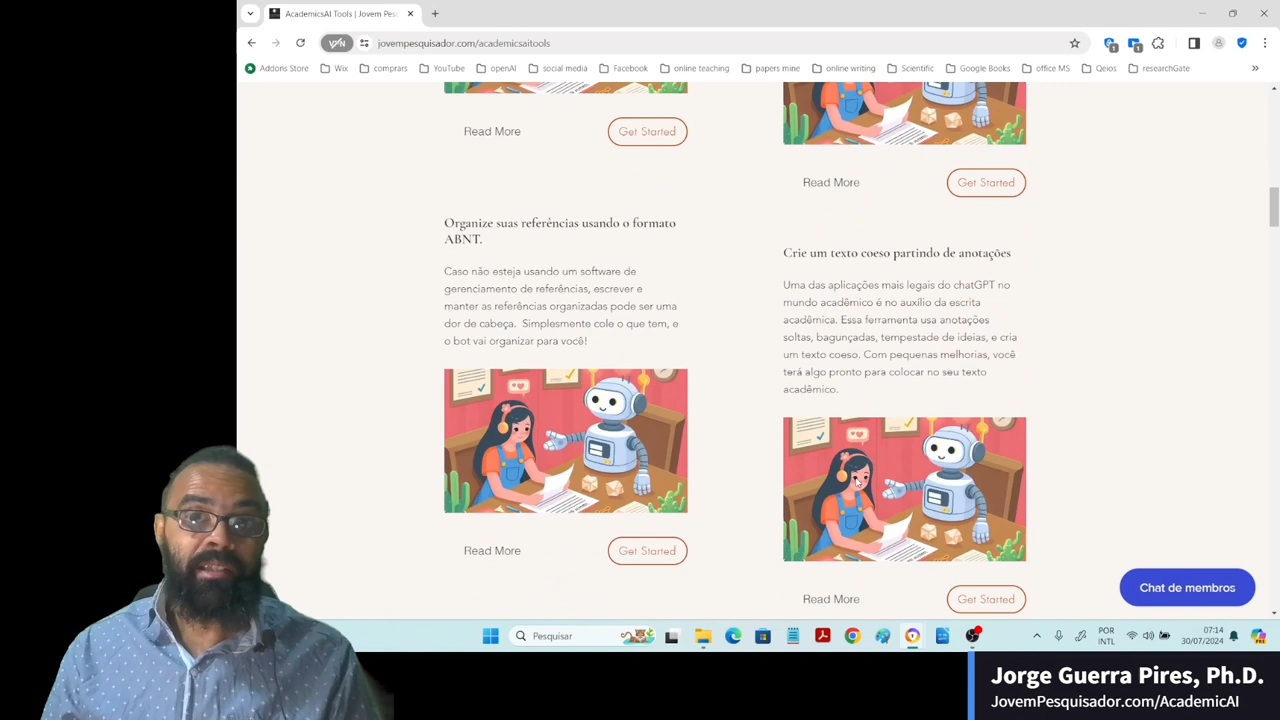 AcademicsAI Tools | Jovem Pes
VPN
jovempesquisador.com/academicsaitools
1
1
Addons Store
Wix
comprars
YouTube
openAI
social media
Facebook
online teaching
papers mine
online writing
Scientific
Google Books
office MS
Qeios
researchGate
Read More
Get Started
Read More
Get Started
Organize suas referências usando o formato
ABNT.
Caso não esteja usando um software de
gerenciamento de referências, escrever e
manter as referências organizadas pode ser uma
dor de cabeça. Simplesmente cole o que tem, e
o bot vai organizar para você!
Read More
Get Started
Crie um texto coeso partindo de anotações
Uma das aplicações mais legais do chatGPT no
mundo acadêmico é no auxílio da escrita
acadêmica. Essa ferramenta usa anotações
soltas, bagunçadas, tempestade de ideias, e cria
um texto coeso. Com pequenas melhorias, você
terá algo pronto para colocar no seu texto
acadêmico.
Read More
Get Started
Chat de membros
Pesquisar
POR
INTL
07:14
30/07/2024
Jorge Guerra Pires, Ph.D.
JovemPesquisador.com/AcademicAI